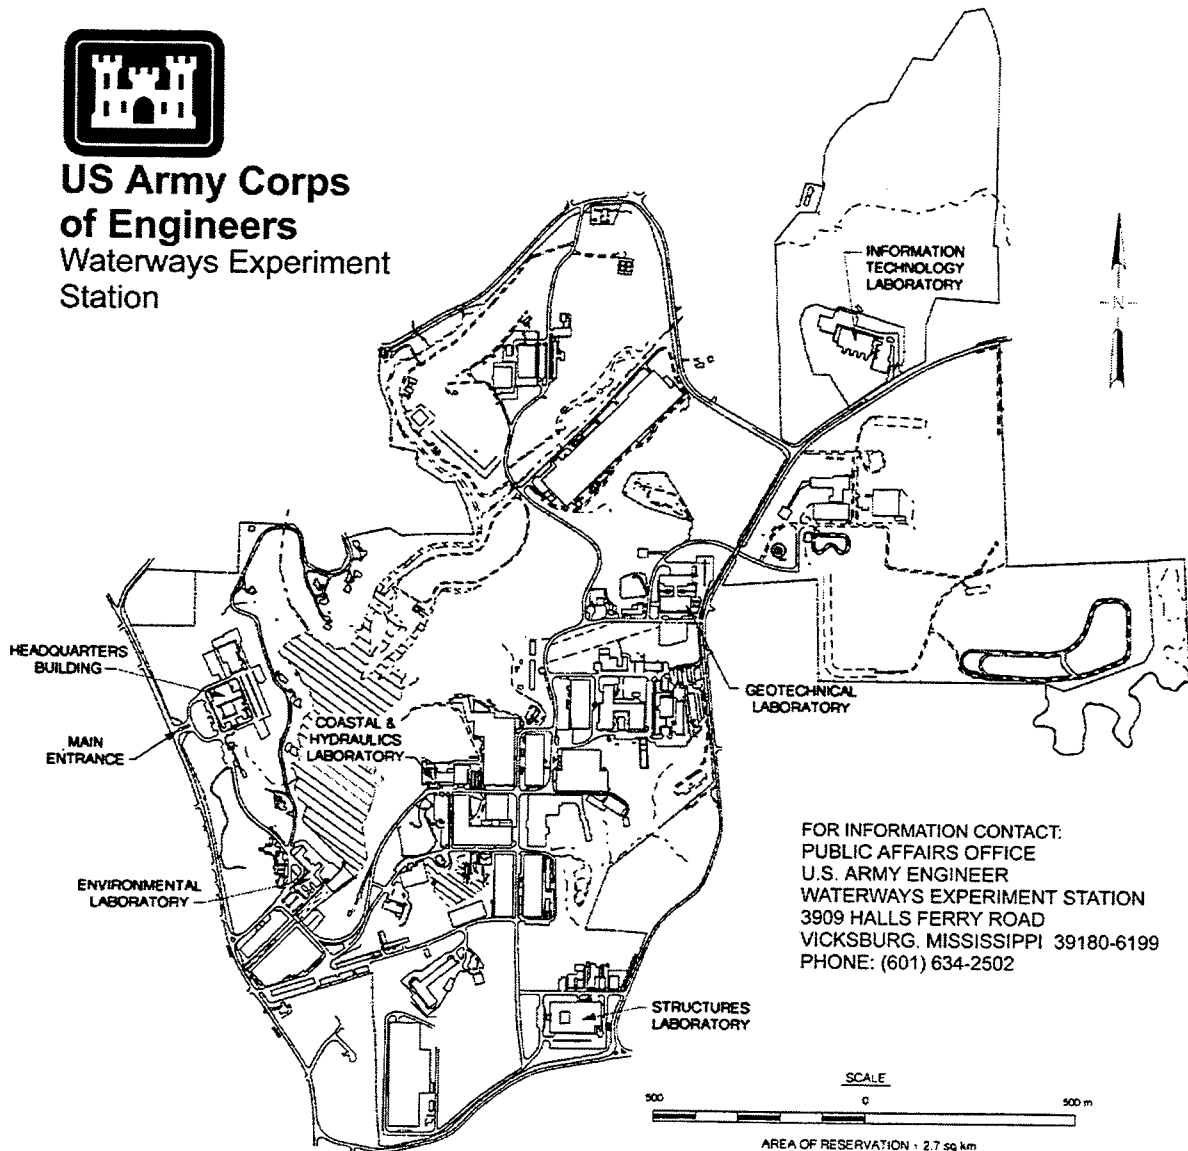 US Army Corps
of Engineers
Waterways Experiment
Station
INFORMATION
TECHNOLOGY
LABORATORY
N
HEADQUARTERS
BUILDING
MAIN
ENTRANCE
COASTAL &
HYDRAULICS
LABORATORY
GEOTECHNICAL
LABORATORY
ENVIRONMENTAL
LABORATORY
STRUCTURES
LABORATORY
FOR INFORMATION CONTACT:
PUBLIC AFFAIRS OFFICE
U.S. ARMY ENGINEER
WATERWAYS EXPERIMENT STATION
3909 HALLS FERRY ROAD
VICKSBURG, MISSISSIPPI 39180-6199
PHONE: (601) 634-2502
SCALE
500 0 500 m
AREA OF RESERVATION : 2.7 sq km